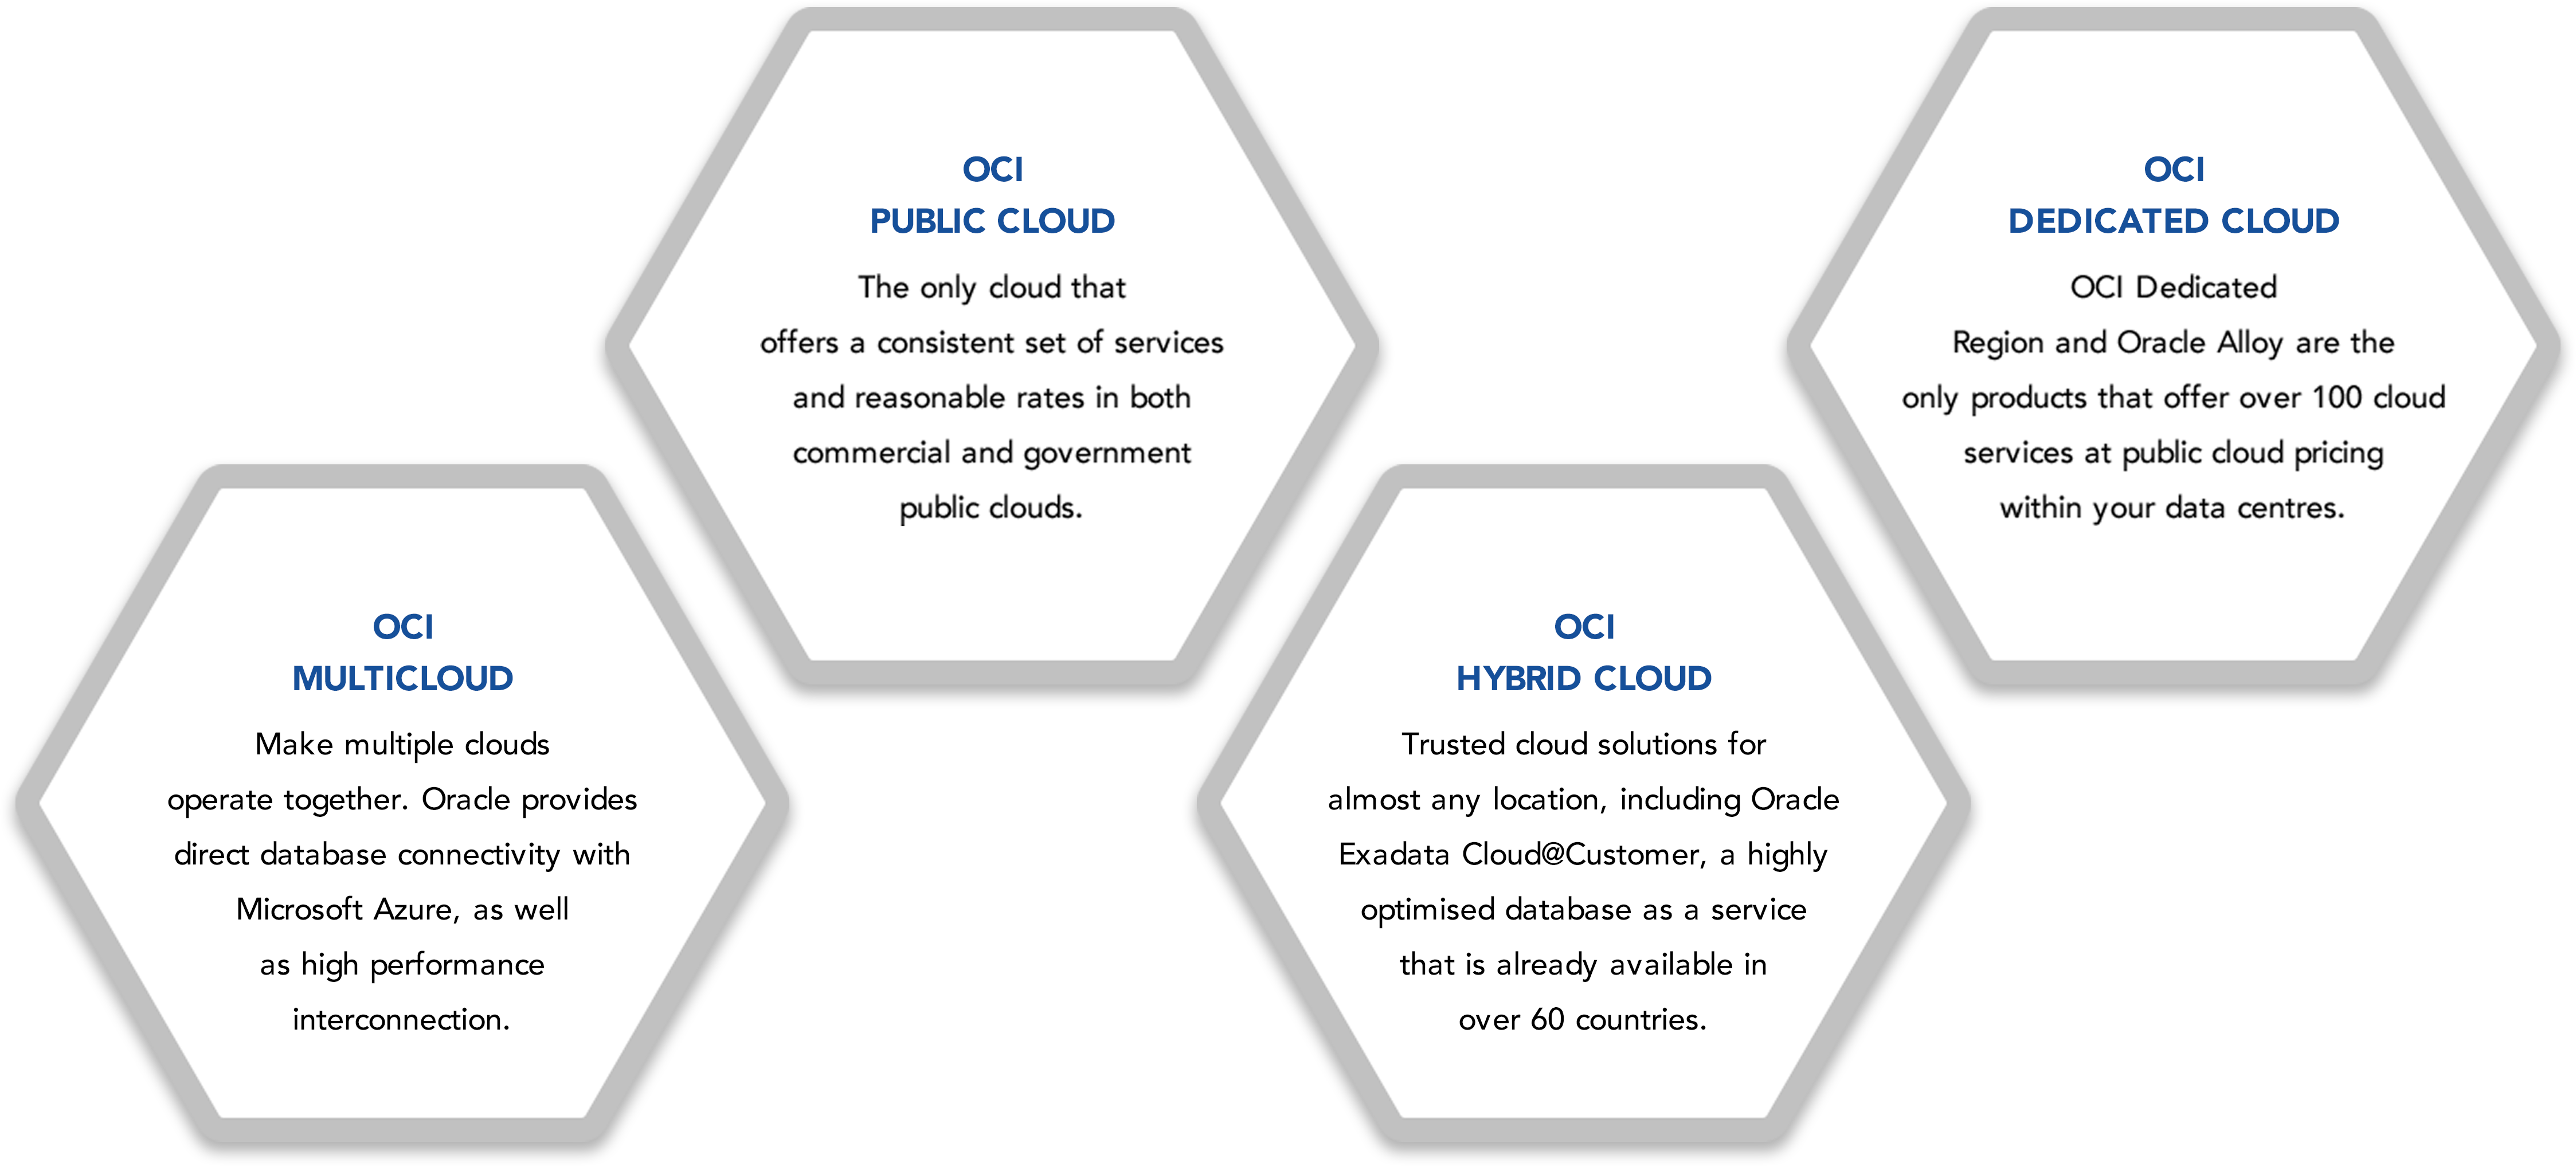 OCI
MULTICLOUD
Make multiple clouds
operate together. Oracle provides
direct database connectivity with
Microsoft Azure, as well
as high performance
interconnection.
OCI
PUBLIC CLOUD
The only cloud that
offers a consistent set of services
and reasonable rates in both
commercial and government
public clouds.
OCI
HYBRID CLOUD
Trusted cloud solutions for
almost any location, including Oracle
Exadata Cloud@Customer, a highly
optimised database as a service
that is already available in
over 60 countries.
OCI
DEDICATED CLOUD
OCI Dedicated
Region and Oracle Alloy are the
only products that offer over 100 cloud
services at public cloud pricing
within your data centres.